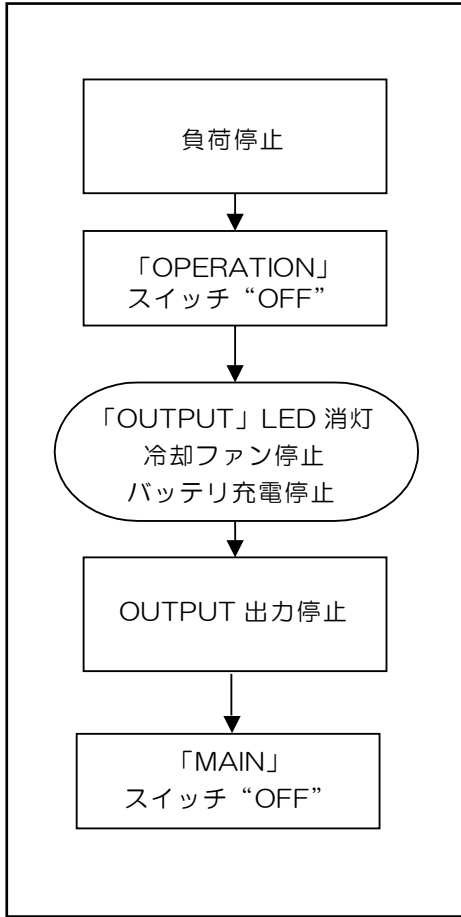 負荷停止
「OPERATION」
スイッチ“OFF”
「OUTPUT」LED 消灯
冷却ファン停止
バッテリ充電停止
OUTPUT 出力停止
「MAIN」
スイッチ“OFF”